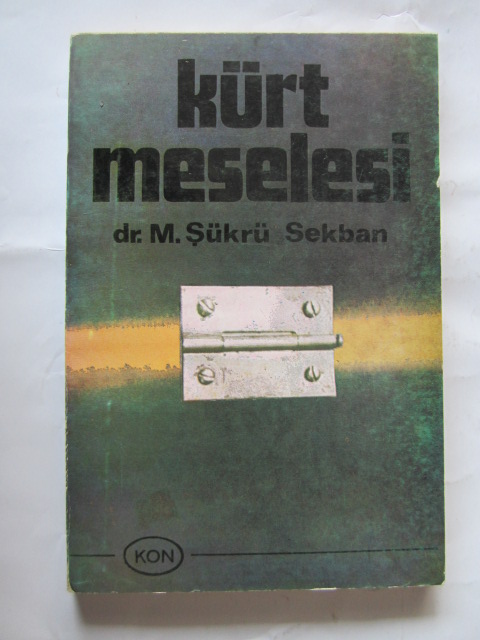 kürt
meselesi
dr. M. Şükrü Sekban
KON